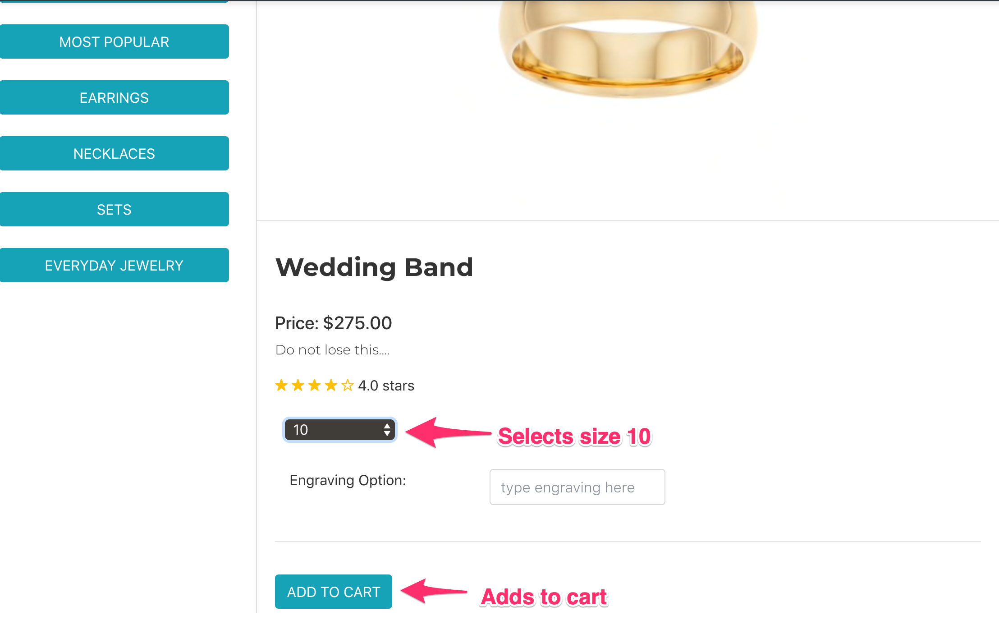 MOST POPULAR
EARRINGS
NECKLACES
SETS
EVERYDAY JEWELRY
Wedding Band
Price: $275.00
Do not lose this....
4.0 stars
10
Selects size 10
Engraving Option:
type engraving here
ADD TO CART
Adds to cart